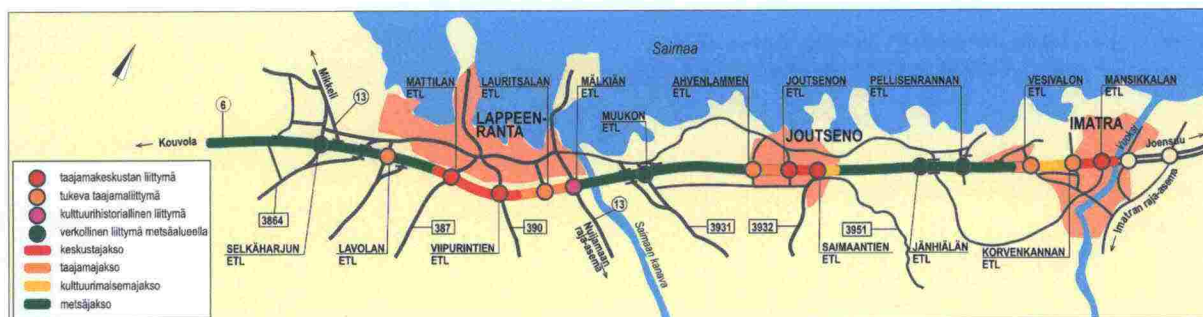 Saimaa
Mikkeli
13
6
Kouvola
MATTILAN
ETL
LAURITSALAN
ETL
MÄLKIÄN
ETL
AHVENLAMMEN
ETL
JOUTSENON
ETL
PELLISENRANNAN
ETL
VESIVALON
ETL
MANSIKKALAN
ETL
LAPPEEN-
RANTA
MUUKON
ETL
JOUTSENO
IMATRA
Vuoksi
Joensuu
Imatran raja-asema
taajamakeskustan liittymä
tukeva taajamaliittymä
kulttuurihistoriallinen liittymä
verkollinen liittymä metsäalueella
keskustajakso
taajamajakso
kulttuurimaisemajakso
metsäjakso
3864
387
390
13
3931
3932
3951
Nuijamaan
raja-asema
Saimaan kanava
SELKÄHARJUN
ETL
LAVOLAN
ETL
VIIPURINTIEN
ETL
SAIMAANTIEN
ETL
JÄNHIÄLÄN
ETL
KORVENKANNAN
ETL